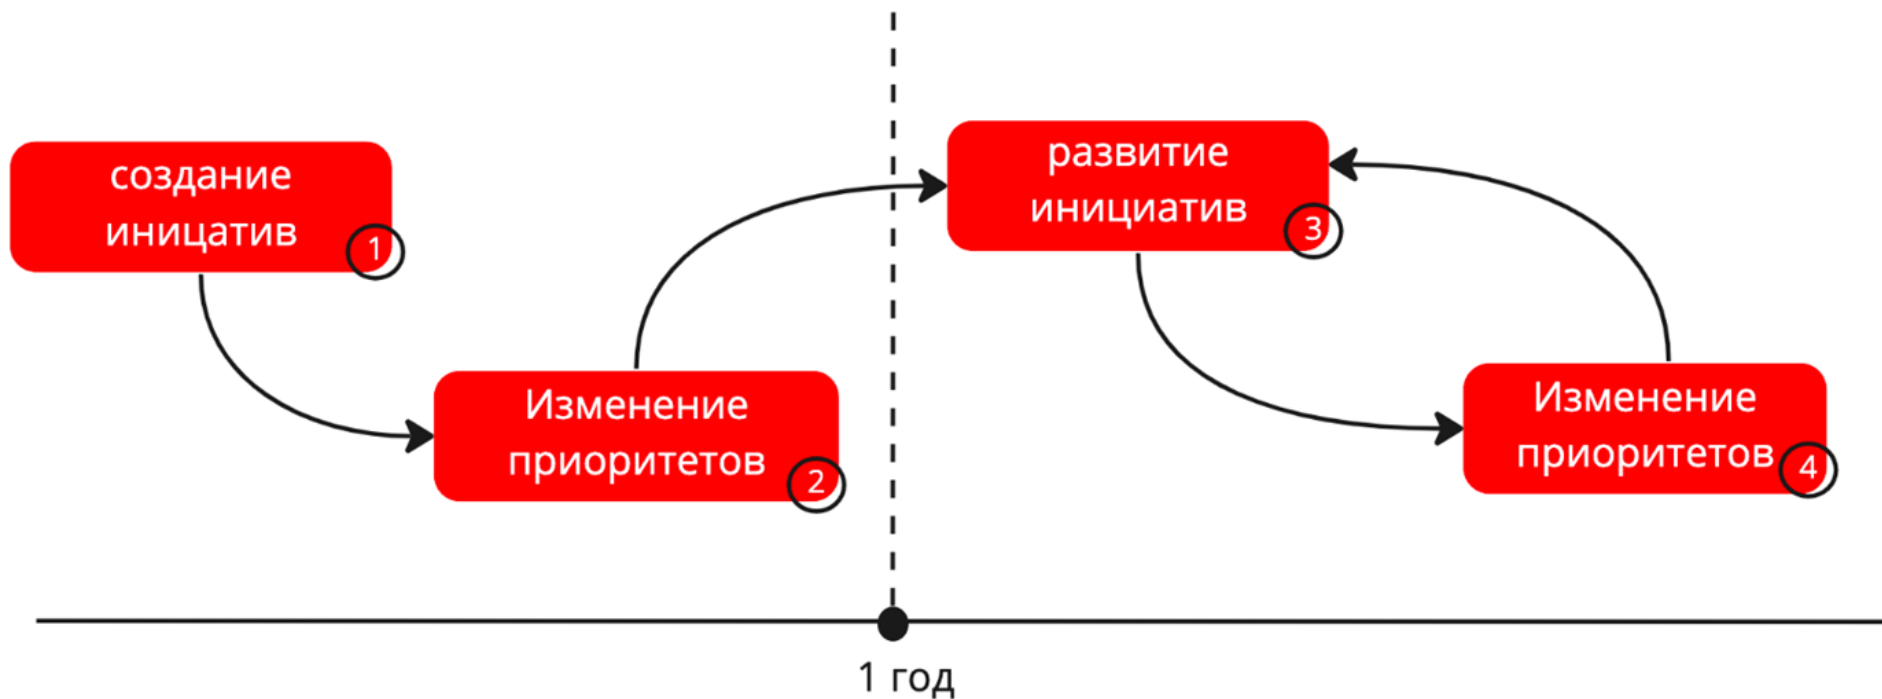 создание
иницатив
1
Изменение
приоритетов
2
развитие
инициатив
3
Изменение
приоритетов
4
1 год